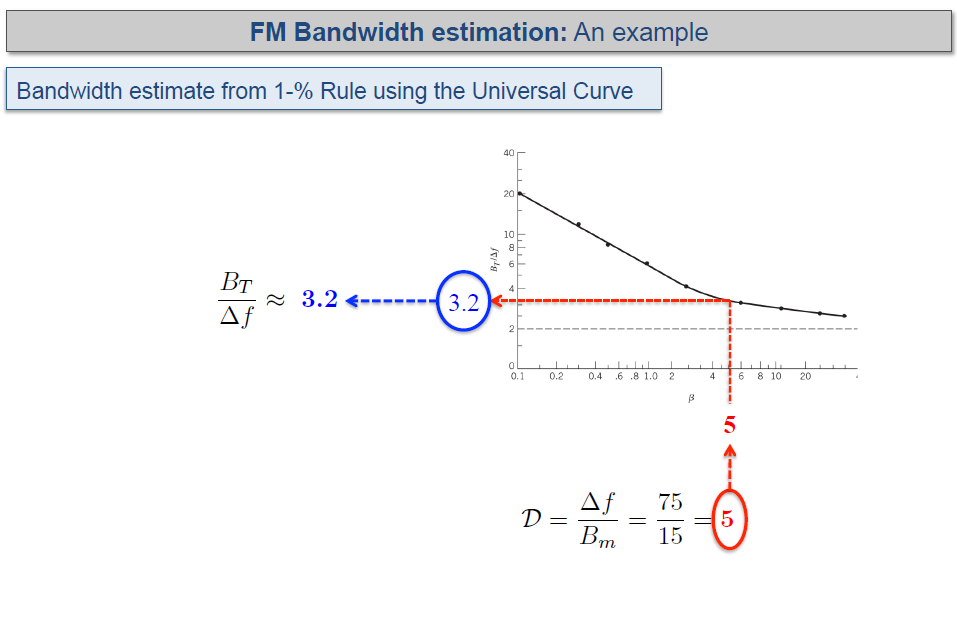 FM Bandwidth estimation: An example
Bandwidth estimate from 1-% Rule using the Universal Curve
40
20
10
8
6
4
2
0
B_T/Δf
0.1 0.2 0.4 .6 .8 1.0 2 4 6 8 10 20
β
B_T/Δf ≈ 3.2
3.2
5
D = Δf/B_m = 75/15 = 5